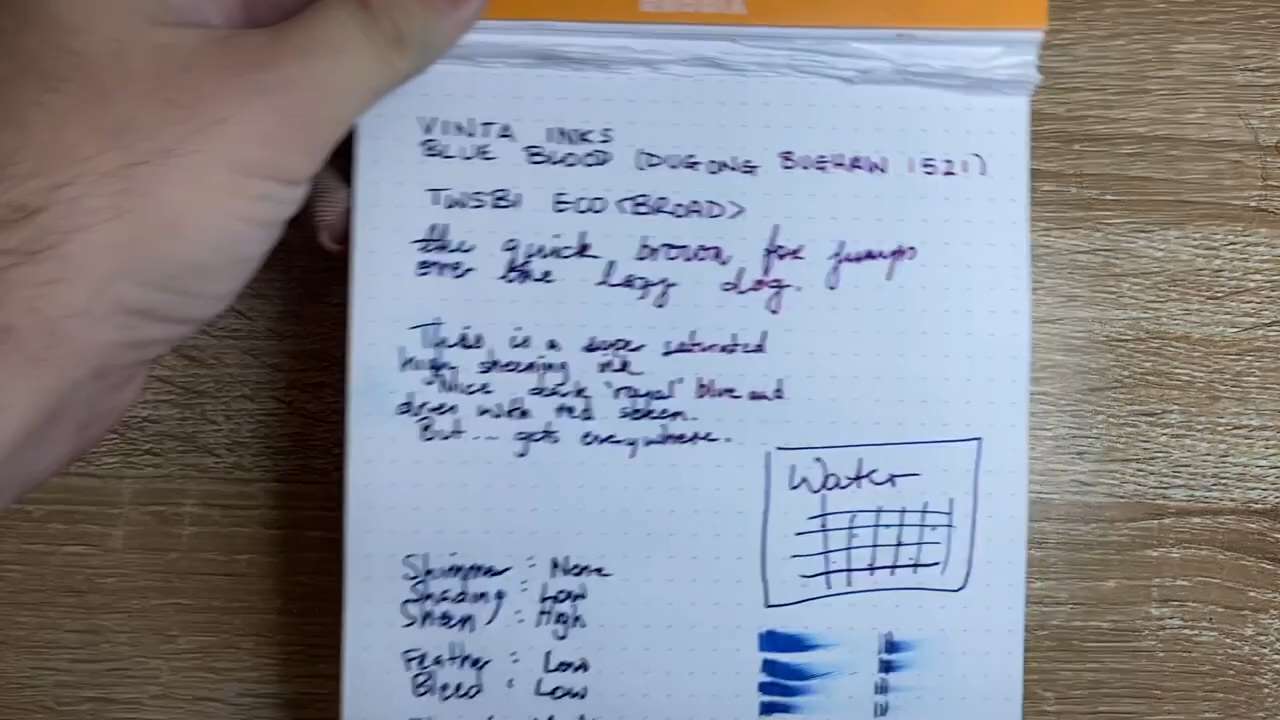 VINTA INKS
BLUE BLOOD (DUGONG BUGHAW 1521)
TWSBI ECO <BROAD>
the quick brown fox jumps
over the lazy dog.
This is a super saturated
high sheening ink
Nice dark "royal" blue and
dries with red sheen.
But... gets everywhere.
Water
Shimmer : None
Shading : Low
Sheen : High
Feather : Low
Bleed : Low